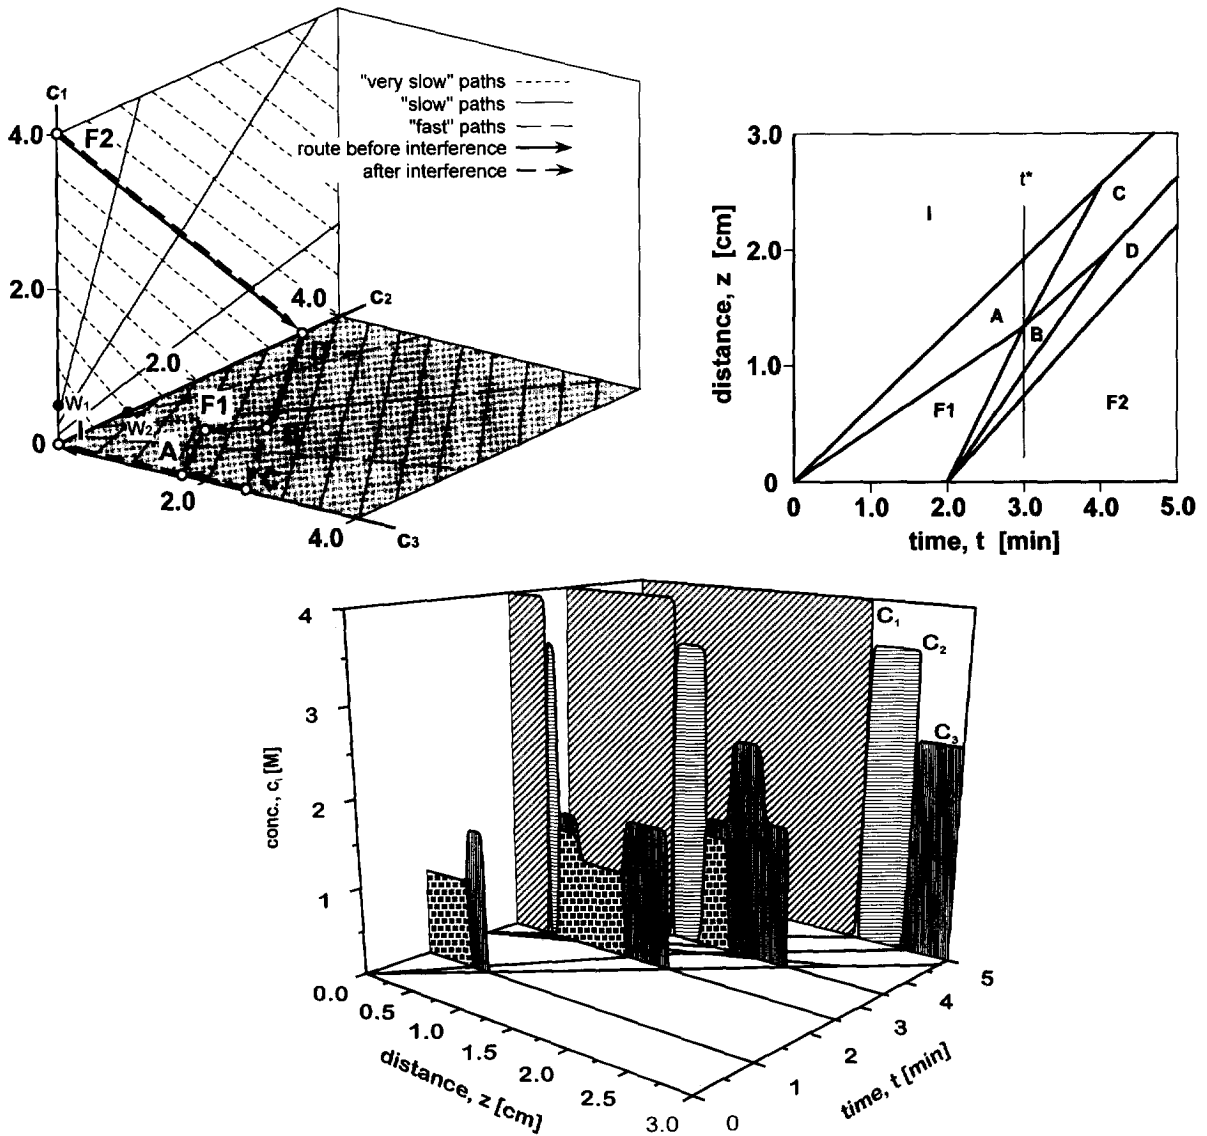 "very slow" paths
"slow" paths
"fast" paths
route before interference
after interference
C1
4.0
F2
2.0
4.0
C2
2.0
W1
W2
F1
I
0
A
2.0
4.0
C3
3.0
t*
I
C
2.0
D
A
B
1.0
F1
F2
0
0
1.0
2.0
3.0
4.0
5.0
distance, z [cm]
time, t [min]
4
3
2
1
conc., ci [M]
C1
C2
C3
0.0
0.5
1.0
1.5
2.0
2.5
3.0
distance, z [cm]
0
1
2
3
4
5
time, t [min]